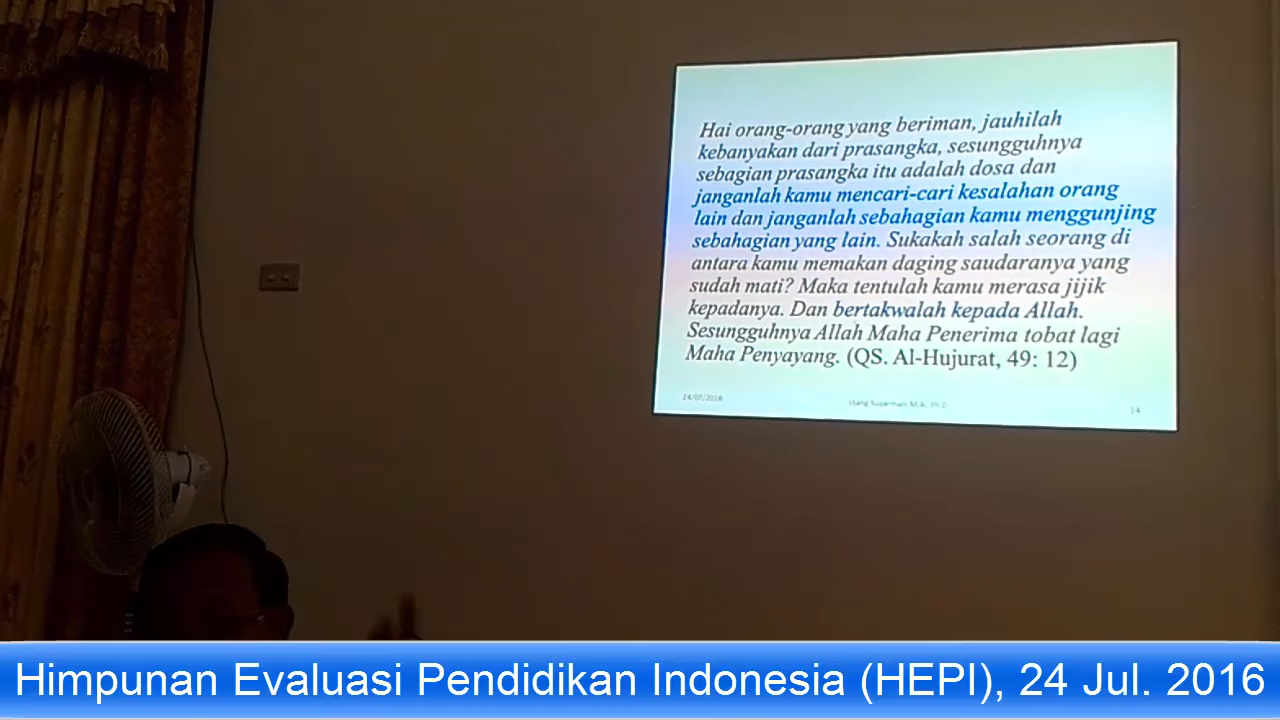 Hai orang-orang yang beriman, jauhilah
kebanyakan dari prasangka, sesungguhnya
sebagian prasangka itu adalah dosa dan
janganlah kamu mencari-cari kesalahan orang
lain dan janganlah sebahagian kamu menggunjing
sebahagian yang lain. Sukakah salah seorang di
antara kamu memakan daging saudaranya yang
sudah mati? Maka tentulah kamu merasa jijik
kepadanya. Dan bertakwalah kepada Allah.
Sesungguhnya Allah Maha Penerima tobat lagi
Maha Penyayang. (QS. Al-Hujurat, 49: 12)
24/07/2016
Suparman, M.A., Ph.D
14
Himpunan Evaluasi Pendidikan Indonesia (HEPI), 24 Jul. 2016